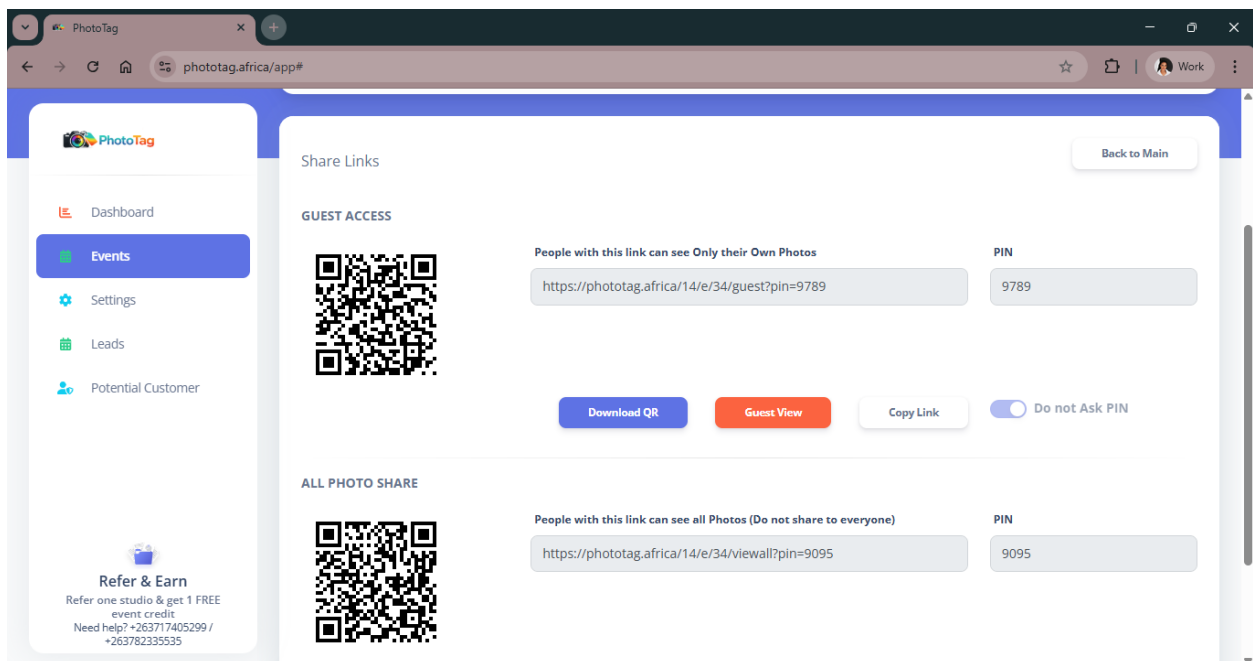 PhotoTag
phototag.africa/app#
Work
PhotoTag
Share Links
Back to Main
Dashboard
Events
Settings
Leads
Potential Customer
GUEST ACCESS
People with this link can see Only their Own Photos
PIN
https://phototag.africa/14/e/34/guest?pin=9789
9789
Download QR
Guest View
Copy Link
Do not Ask PIN
ALL PHOTO SHARE
People with this link can see all Photos (Do not share to everyone)
PIN
https://phototag.africa/14/e/34/viewall?pin=9095
9095
Refer & Earn
Refer one studio & get 1 FREE
event credit
Need help? +263717405299 /
+263782335535